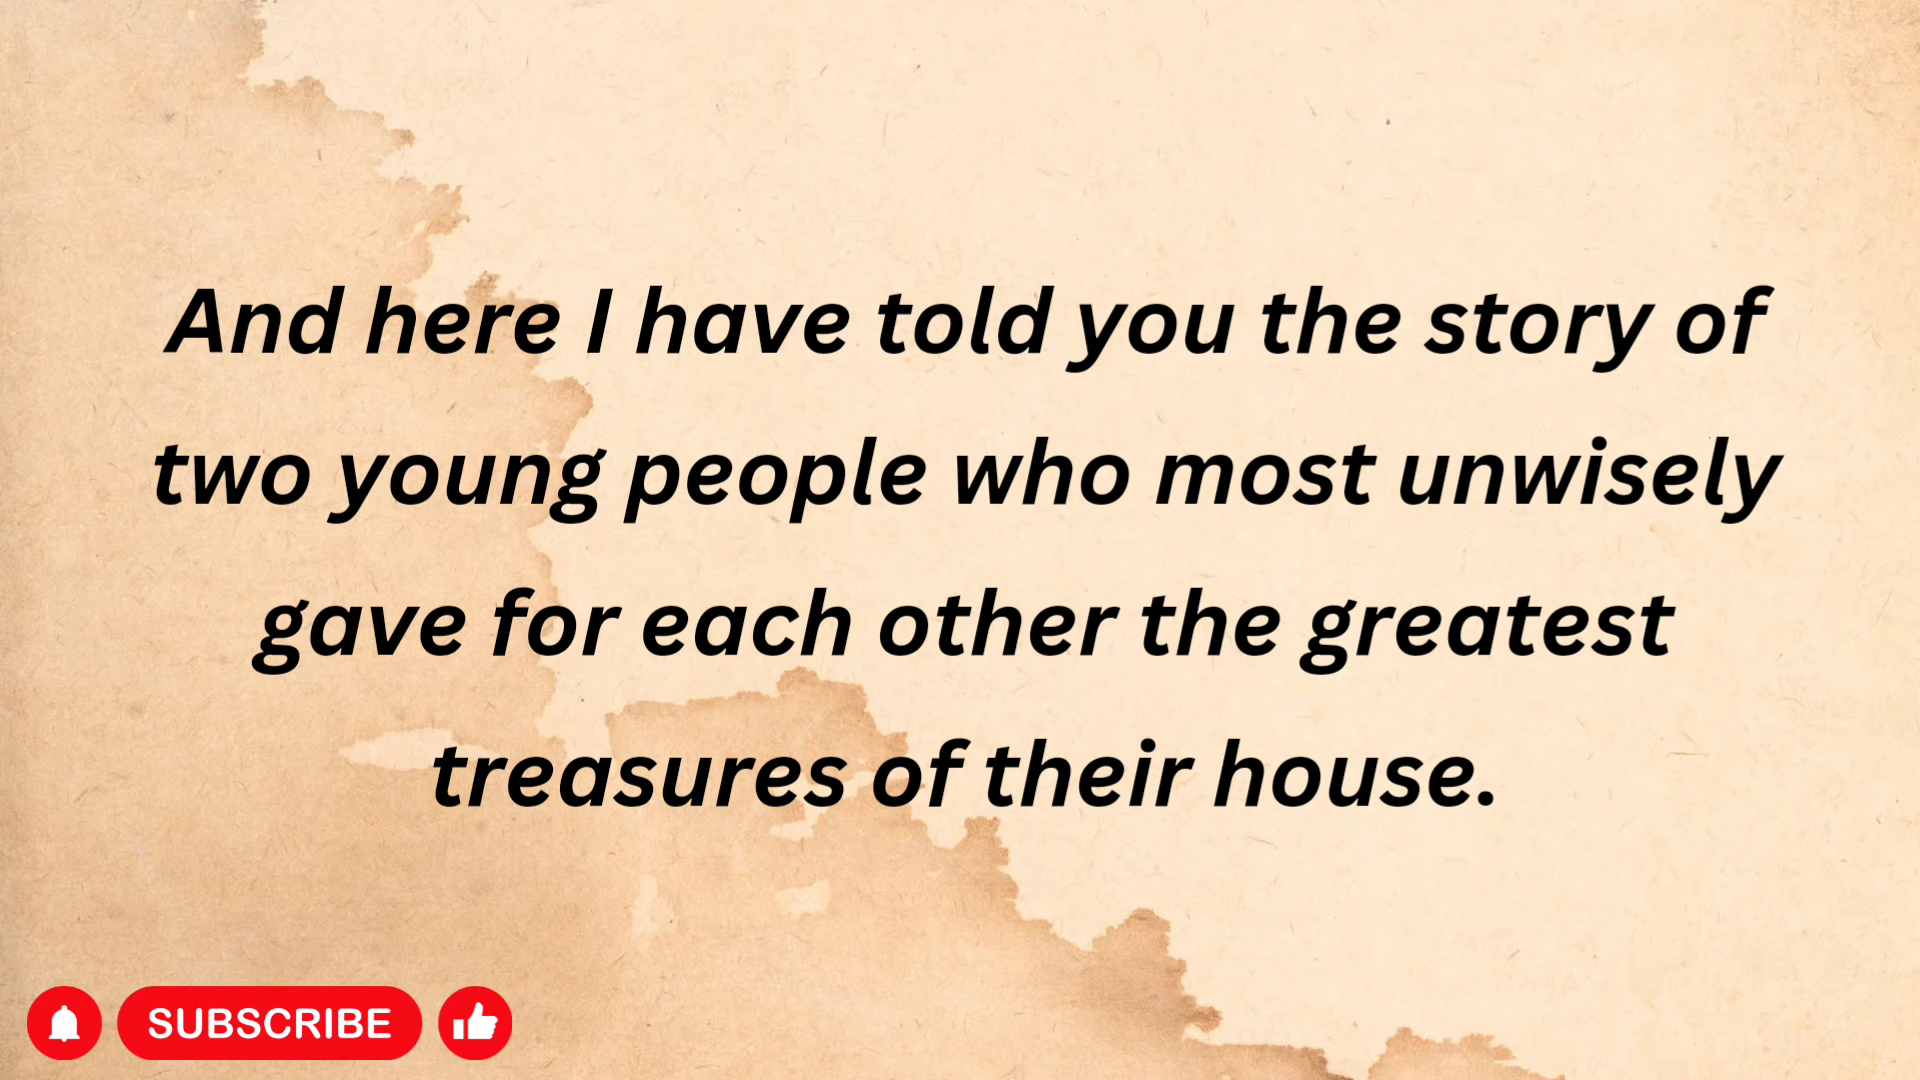 And here I have told you the story of
two young people who most unwisely
gave for each other the greatest
treasures of their house.
SUBSCRIBE